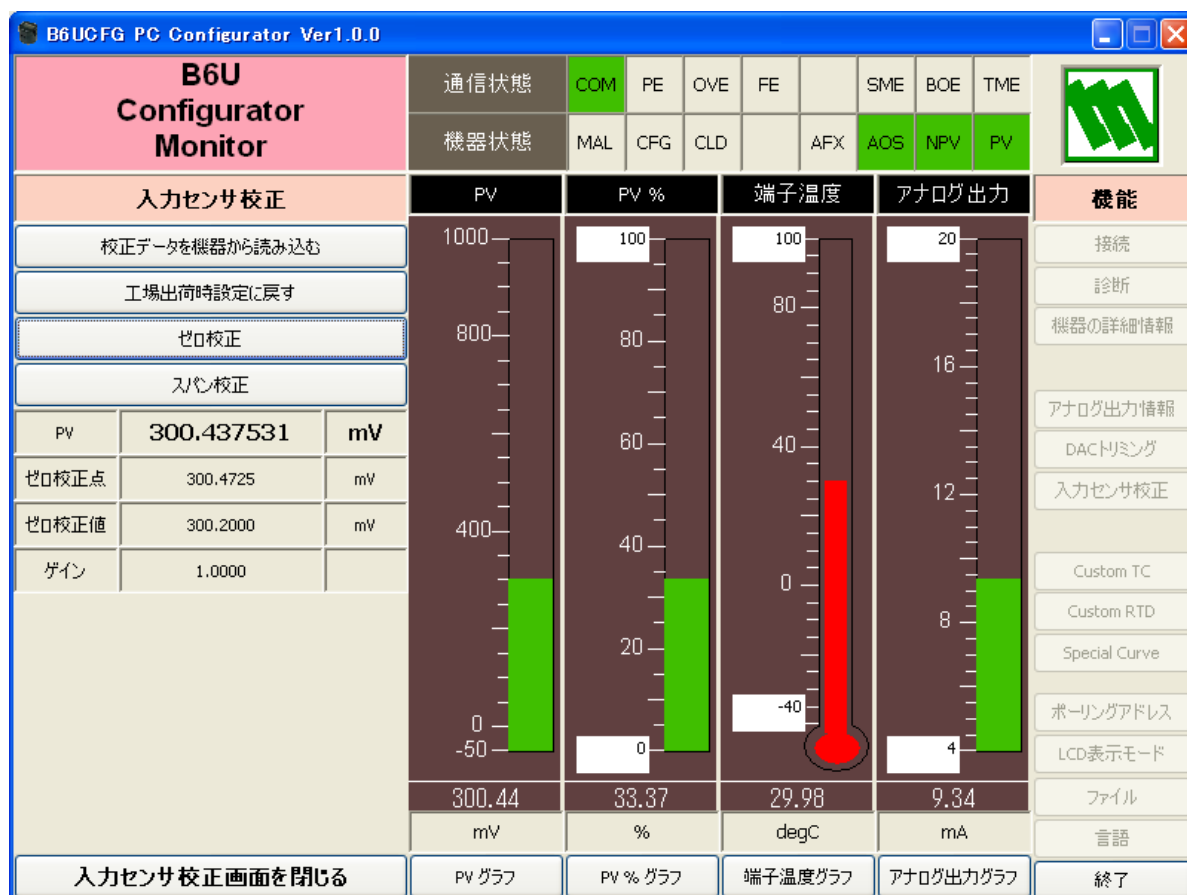 B6UCFG PC Configurator Ver1.0.0
B6U
Configurator
Monitor
通信状態
COM
PE
OVE
FE
SME
BOE
TME
機器状態
MAL
CFG
CLD
AFX
AOS
NPV
PV
入力センサ校正
校正データを機器から読み込む
工場出荷時設定に戻す
ゼロ校正
スパン校正
PV 300.437531 mV
ゼロ校正点 300.4725 mV
ゼロ校正値 300.2000 mV
ゲイン 1.0000
入力センサ校正画面を閉じる
PV
1000
800
600
400
0
-50
300.44
mV
PV グラフ
PV %
100
80
60
40
20
0
33.37
%
PV % グラフ
端子温度
100
80
40
0
-40
29.98
degC
端子温度グラフ
アナログ出力
20
16
12
8
4
9.34
mA
アナログ出力グラフ
機能
接続
診断
機器の詳細情報
アナログ出力情報
DACトリミング
入力センサ校正
Custom TC
Custom RTD
Special Curve
ポーリングアドレス
LCD表示モード
ファイル
言語
終了